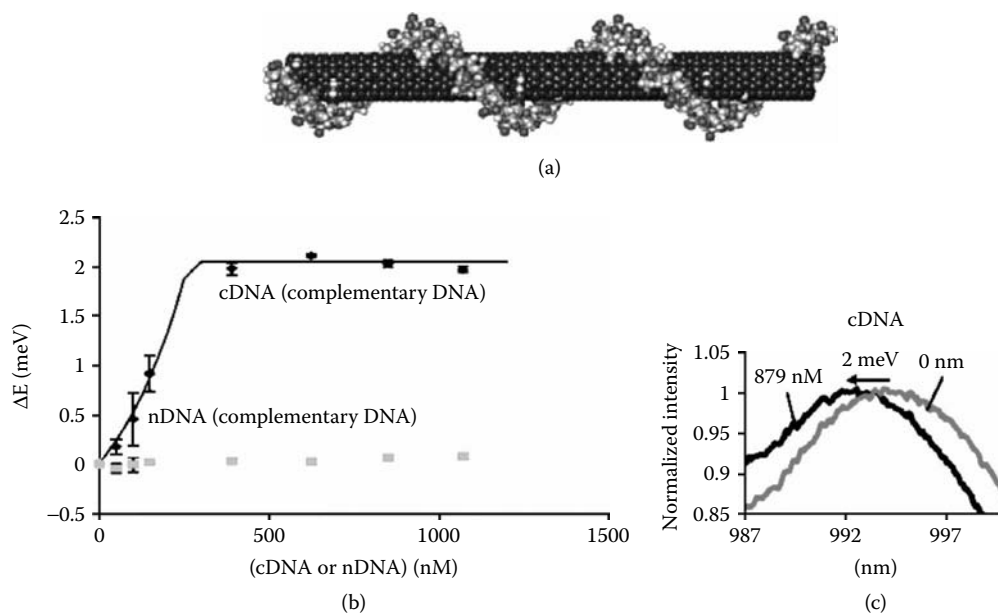 (a)
2.5
2
1.5
1
0.5
0
−0.5
ΔE (meV)
cDNA (complementary DNA)
nDNA (complementary DNA)
0
500
1000
1500
(cDNA or nDNA) (nM)
(b)
cDNA
1.05
1
0.95
0.9
0.85
Normalized intensity
879 nM
2 meV
0 nm
987
992
997
(nm)
(c)